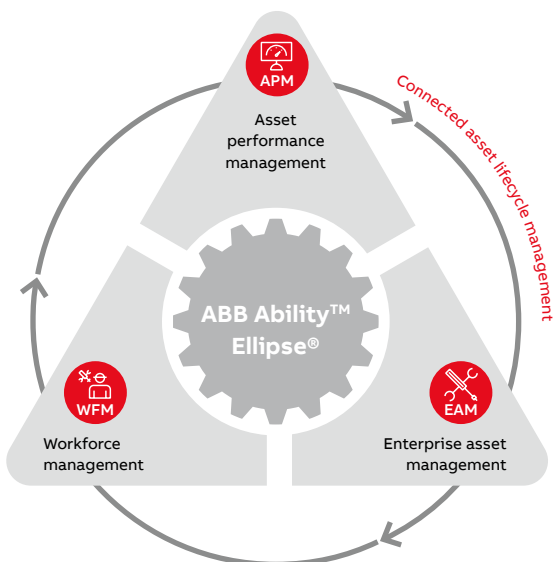 APM
Asset
performance
management
Connected asset lifecycle management
ABB Ability™
Ellipse®
WFM
Workforce
management
EAM
Enterprise asset
management